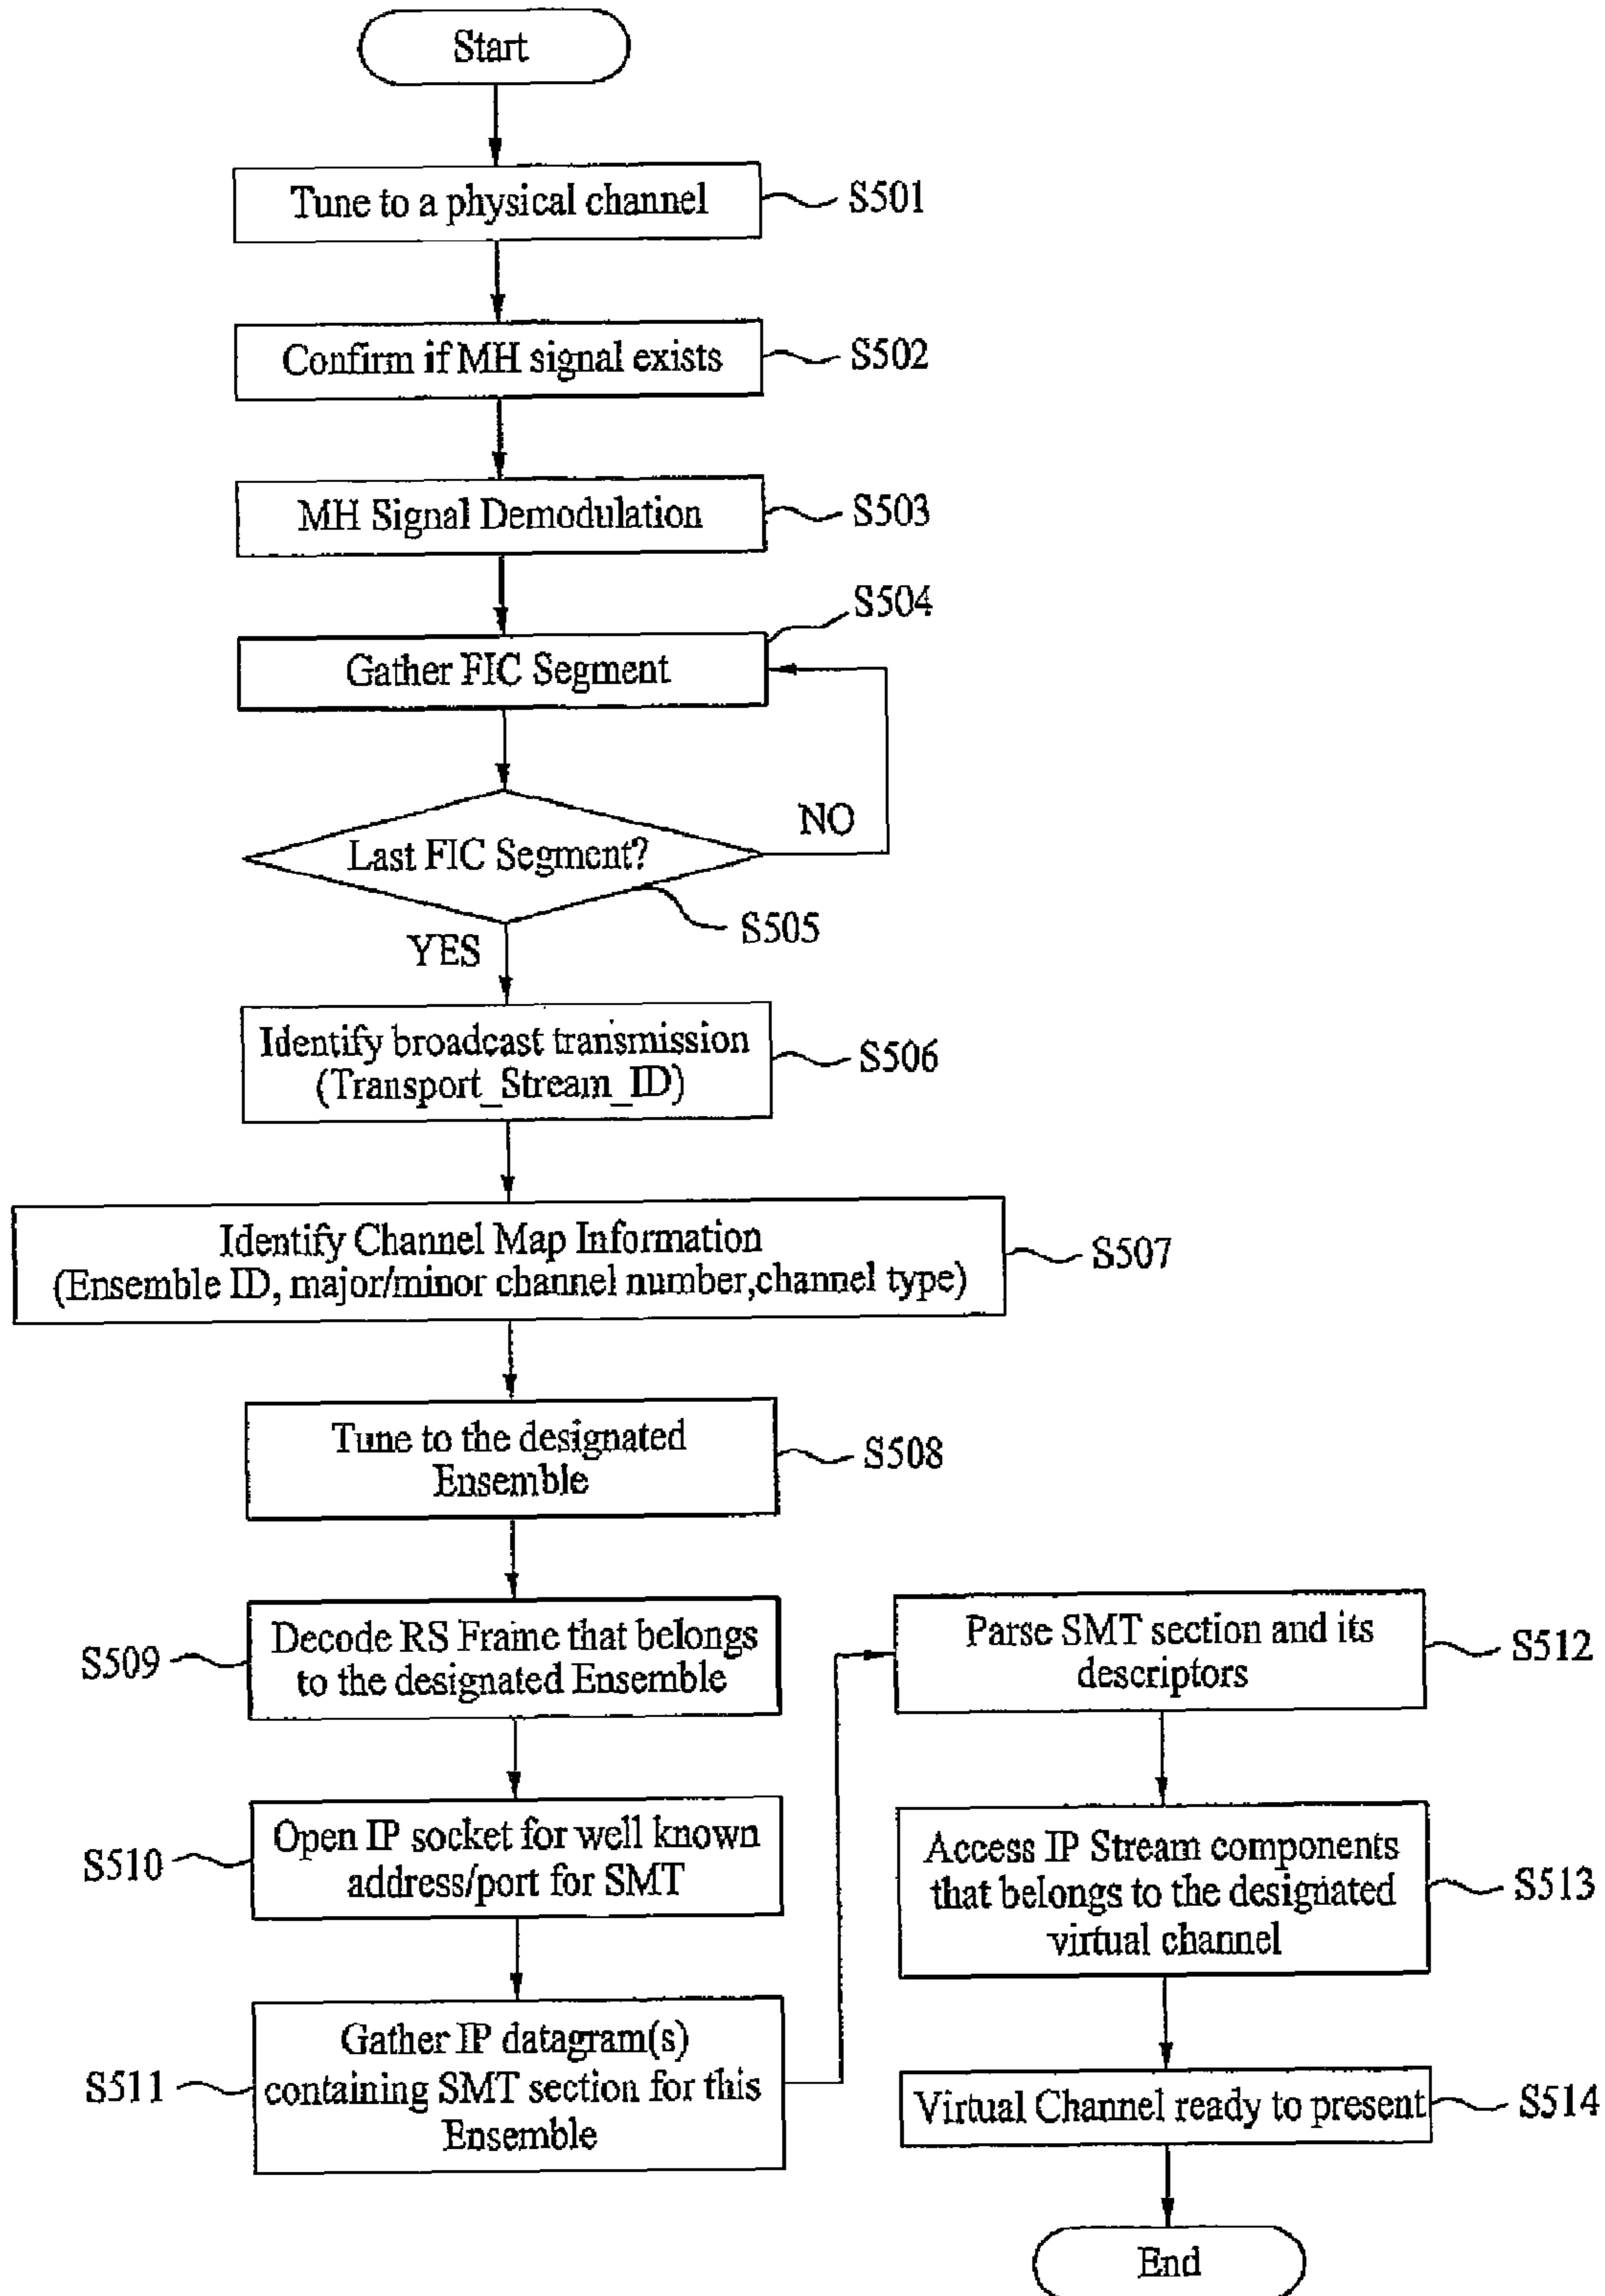 Start
Tune to a physical channel
S501
Confirm if MH signal exists
S502
MH Signal Demodulation
S503
S504
Gather FIC Segment
NO
Last FIC Segment?
S505
YES
Identify broadcast transmission
(Transport_Stream_ID)
S506
Identify Channel Map Information
(Ensemble ID, major/minor channel number,channel type)
S507
Tune to the designated
Ensemble
S508
Decode RS Frame that belongs
to the designated Ensemble
S509
Open IP socket for well known
address/port for SMT
S510
Gather IP datagram(s)
containing SMT section for this
Ensemble
S511
Parse SMT section and its
descriptors
S512
Access IP Stream components
that belongs to the designated
virtual channel
S513
Virtual Channel ready to present
S514
End